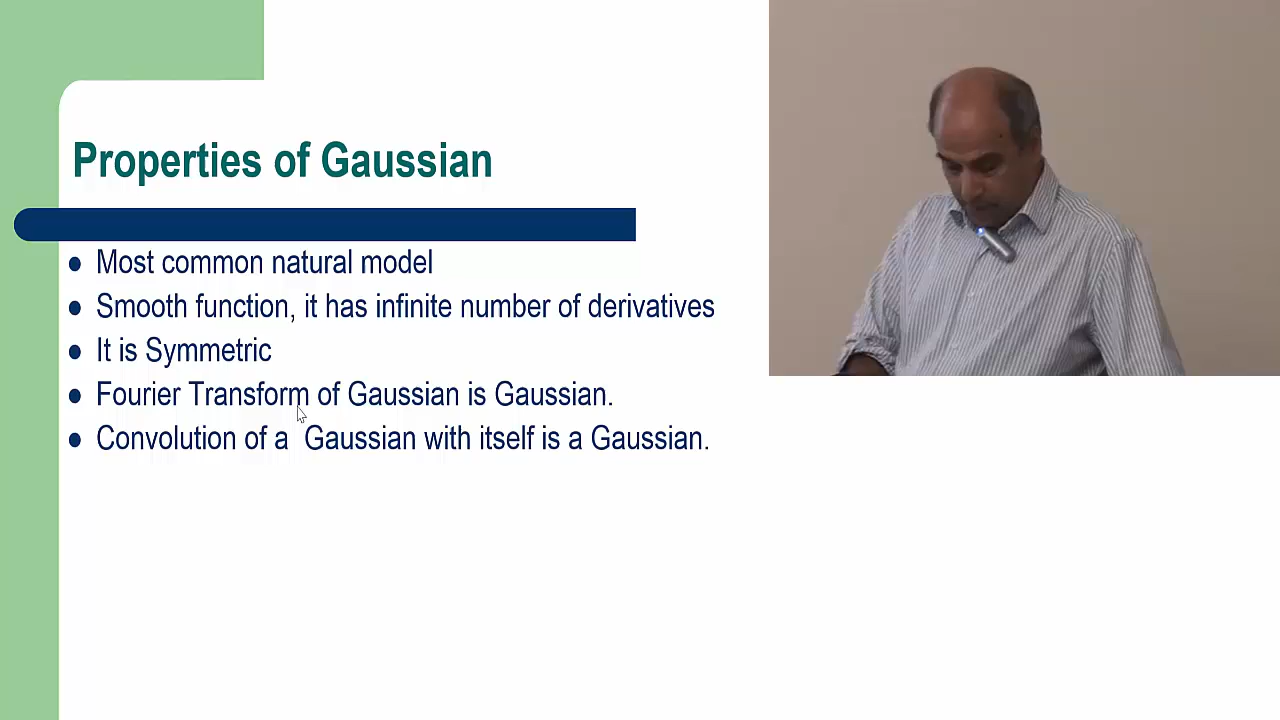 Properties of Gaussian
Most common natural model
Smooth function, it has infinite number of derivatives
It is Symmetric
Fourier Transform of Gaussian is Gaussian.
Convolution of a Gaussian with itself is a Gaussian.